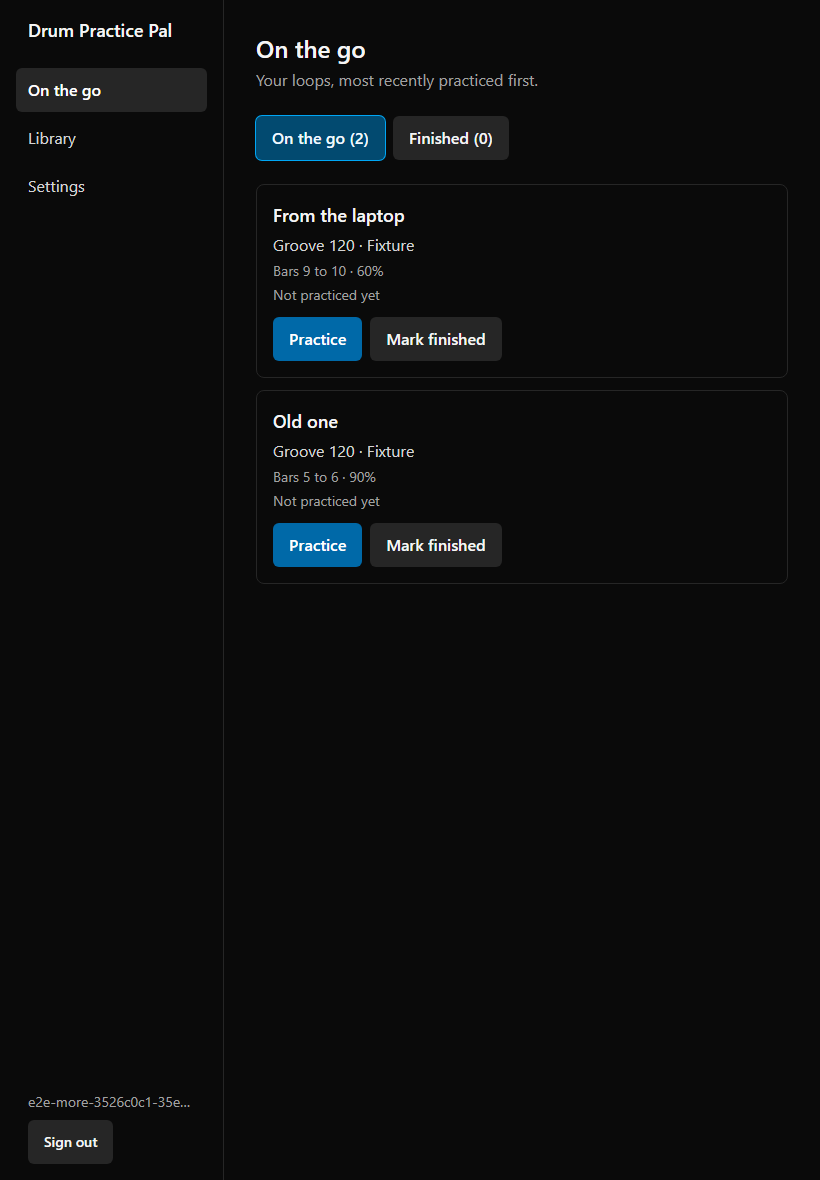 Drum Practice Pal
On the go
Library
Settings
On the go
Your loops, most recently practiced first.
On the go (2)
Finished (0)
From the laptop
Groove 120 · Fixture
Bars 9 to 10 · 60%
Not practiced yet
Practice
Mark finished
Old one
Groove 120 · Fixture
Bars 5 to 6 · 90%
Not practiced yet
Practice
Mark finished
e2e-more-3526c0c1-35e...
Sign out